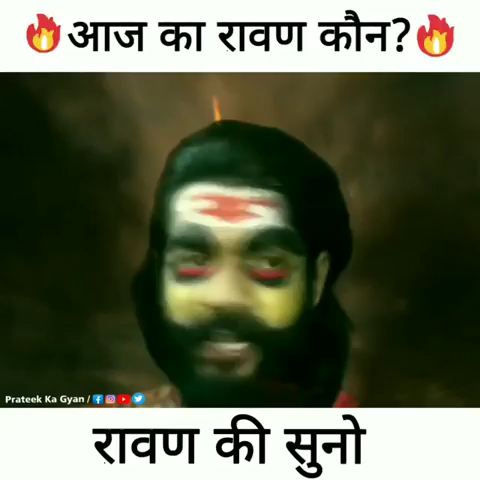 🔥आज का रावण कौन?🔥
Prateek Ka Gyan /
रावण की सुनो